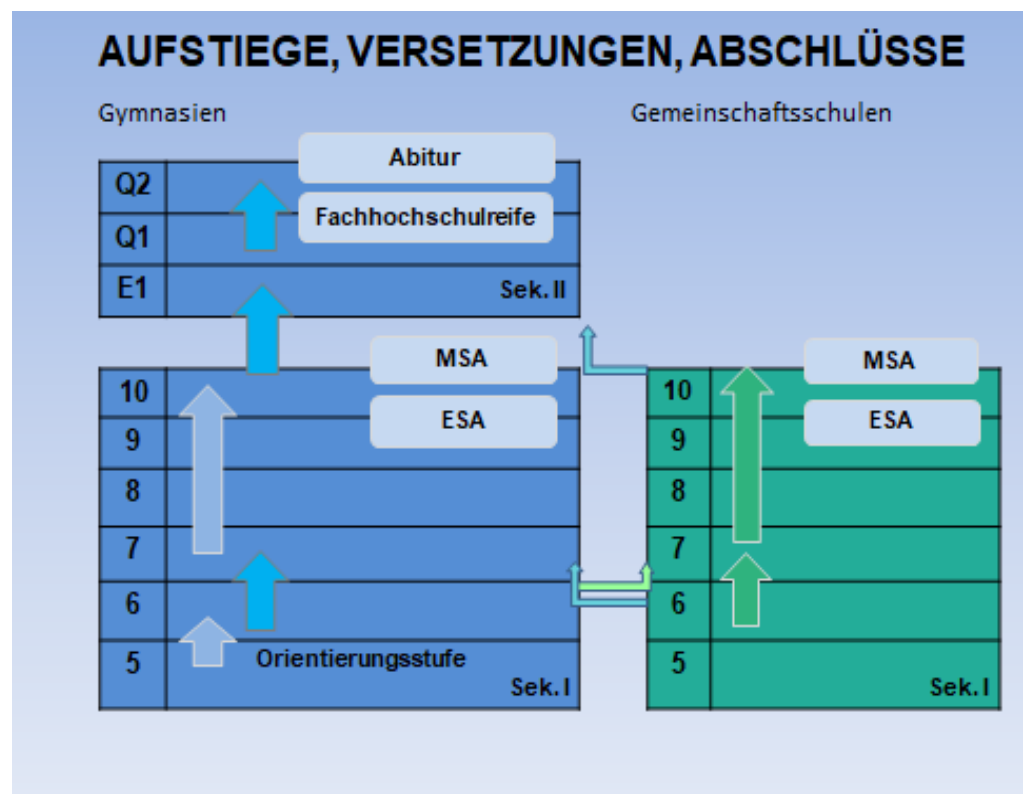 AUFSTIEGE, VERSETZUNGEN, ABSCHLÜSSE
Gymnasien
Gemeinschaftsschulen
Abitur
Q2
Fachhochschulreife
Q1
E1
Sek. II
MSA
10
ESA
9
8
7
6
5
Orientierungsstufe
Sek. I
MSA
10
ESA
9
8
7
6
5
Sek. I